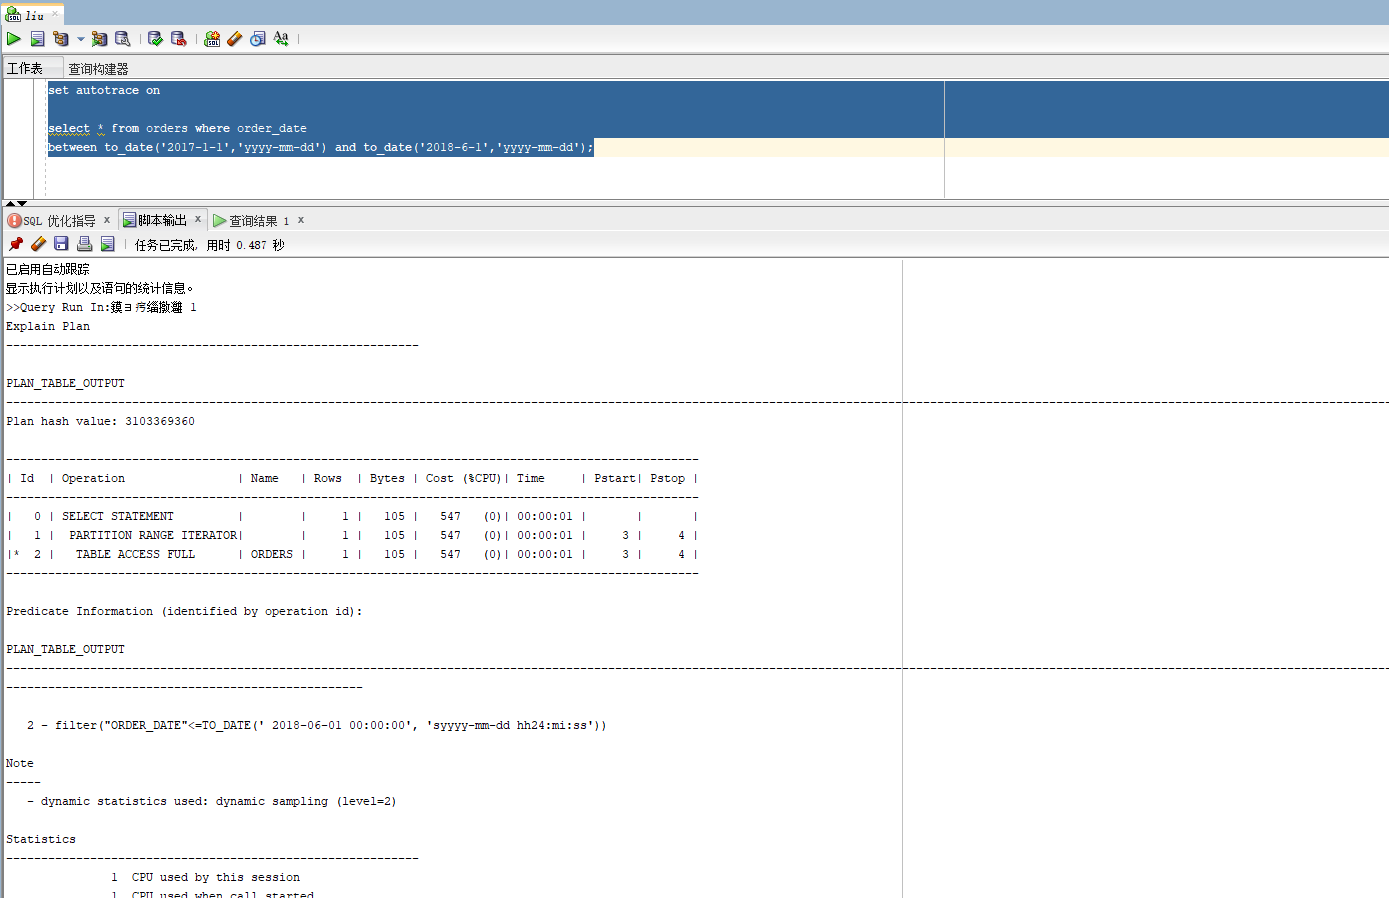 liu
工作表 查询构建器
set autotrace on
select * from orders where order_date
between to_date('2017-1-1','yyyy-mm-dd') and to_date('2018-6-1','yyyy-mm-dd');
SQL 优化指导 x 脚本输出 x 查询结果 1 x
任务已完成, 用时 0.487 秒
已启用自动跟踪
显示执行计划以及语句的统计信息。
>>Query Run In: 1
Explain Plan
-----------------------------------------------------------
PLAN_TABLE_OUTPUT
Plan hash value: 3103369360
| Id | Operation | Name | Rows | Bytes | Cost (%CPU)| Time | Pstart| Pstop |
| 0 | SELECT STATEMENT | | 1 | 105 | 547 (0)| 00:00:01 | | |
| 1 | PARTITION RANGE ITERATOR| | 1 | 105 | 547 (0)| 00:00:01 | 3 | 4 |
|* 2 | TABLE ACCESS FULL | ORDERS | 1 | 105 | 547 (0)| 00:00:01 | 3 | 4 |
Predicate Information (identified by operation id):
PLAN_TABLE_OUTPUT
2 - filter("ORDER_DATE"<=TO_DATE(' 2018-06-01 00:00:00', 'syyyy-mm-dd hh24:mi:ss'))
Note
-----
- dynamic statistics used: dynamic sampling (level=2)
Statistics
-----------------------------------------------------------
1 CPU used by this session
1 CPU used when call started